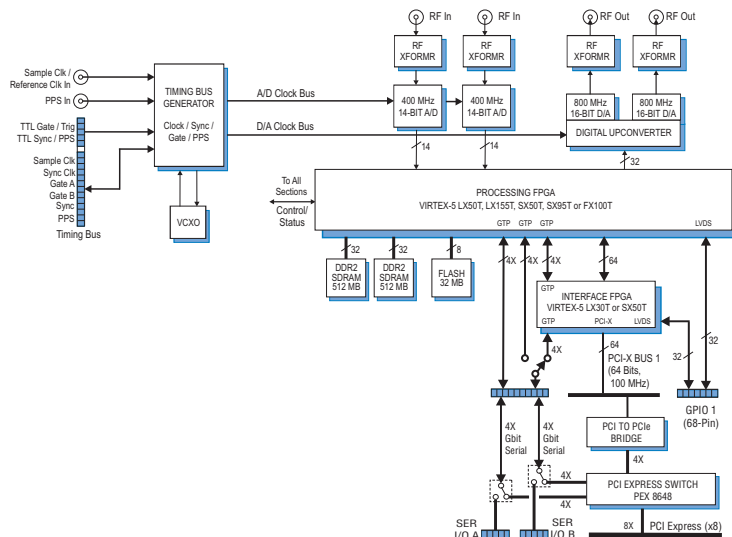 RF In
RF In
RF Out
RF Out
RF
XFORMR
RF
XFORMR
RF
XFORMR
RF
XFORMR
Sample Clk /
Reference Clk In
PPS In
TTL Gate / Trig
TTL Sync / PPS
Sample Clk
Sync Clk
Gate A
Gate B
Sync
PPS
Timing Bus
TIMING BUS
GENERATOR
Clock / Sync /
Gate / PPS
VCXO
A/D Clock Bus
D/A Clock Bus
400 MHz
14-BIT A/D
400 MHz
14-BIT A/D
800 MHz
16-BIT D/A
800 MHz
16-BIT D/A
DIGITAL UPCONVERTER
14
14
32
To All
Sections
Control/
Status
PROCESSING FPGA
VIRTEX-5 LX50T, LX155T, SX50T, SX95T or FX100T
GTP
GTP
GTP
LVDS
32
32
8
4X
4X
4X
64
DDR2
SDRAM
512 MB
DDR2
SDRAM
512 MB
FLASH
32 MB
GTP
INTERFACE FPGA
VIRTEX-5 LX30T or SX50T
GTP
PCI-X
LVDS
4X
64
32
32
PCI-X BUS 1
(64 Bits,
100 MHz)
GPIO 1
(68-Pin)
4X
Gbit
Serial
4X
Gbit
Serial
PCI TO PCIe
BRIDGE
4X
4X
4X
PCI EXPRESS SWITCH
PEX 8648
SER
I/O A
SER
I/O B
8X
PCI Express (x8)